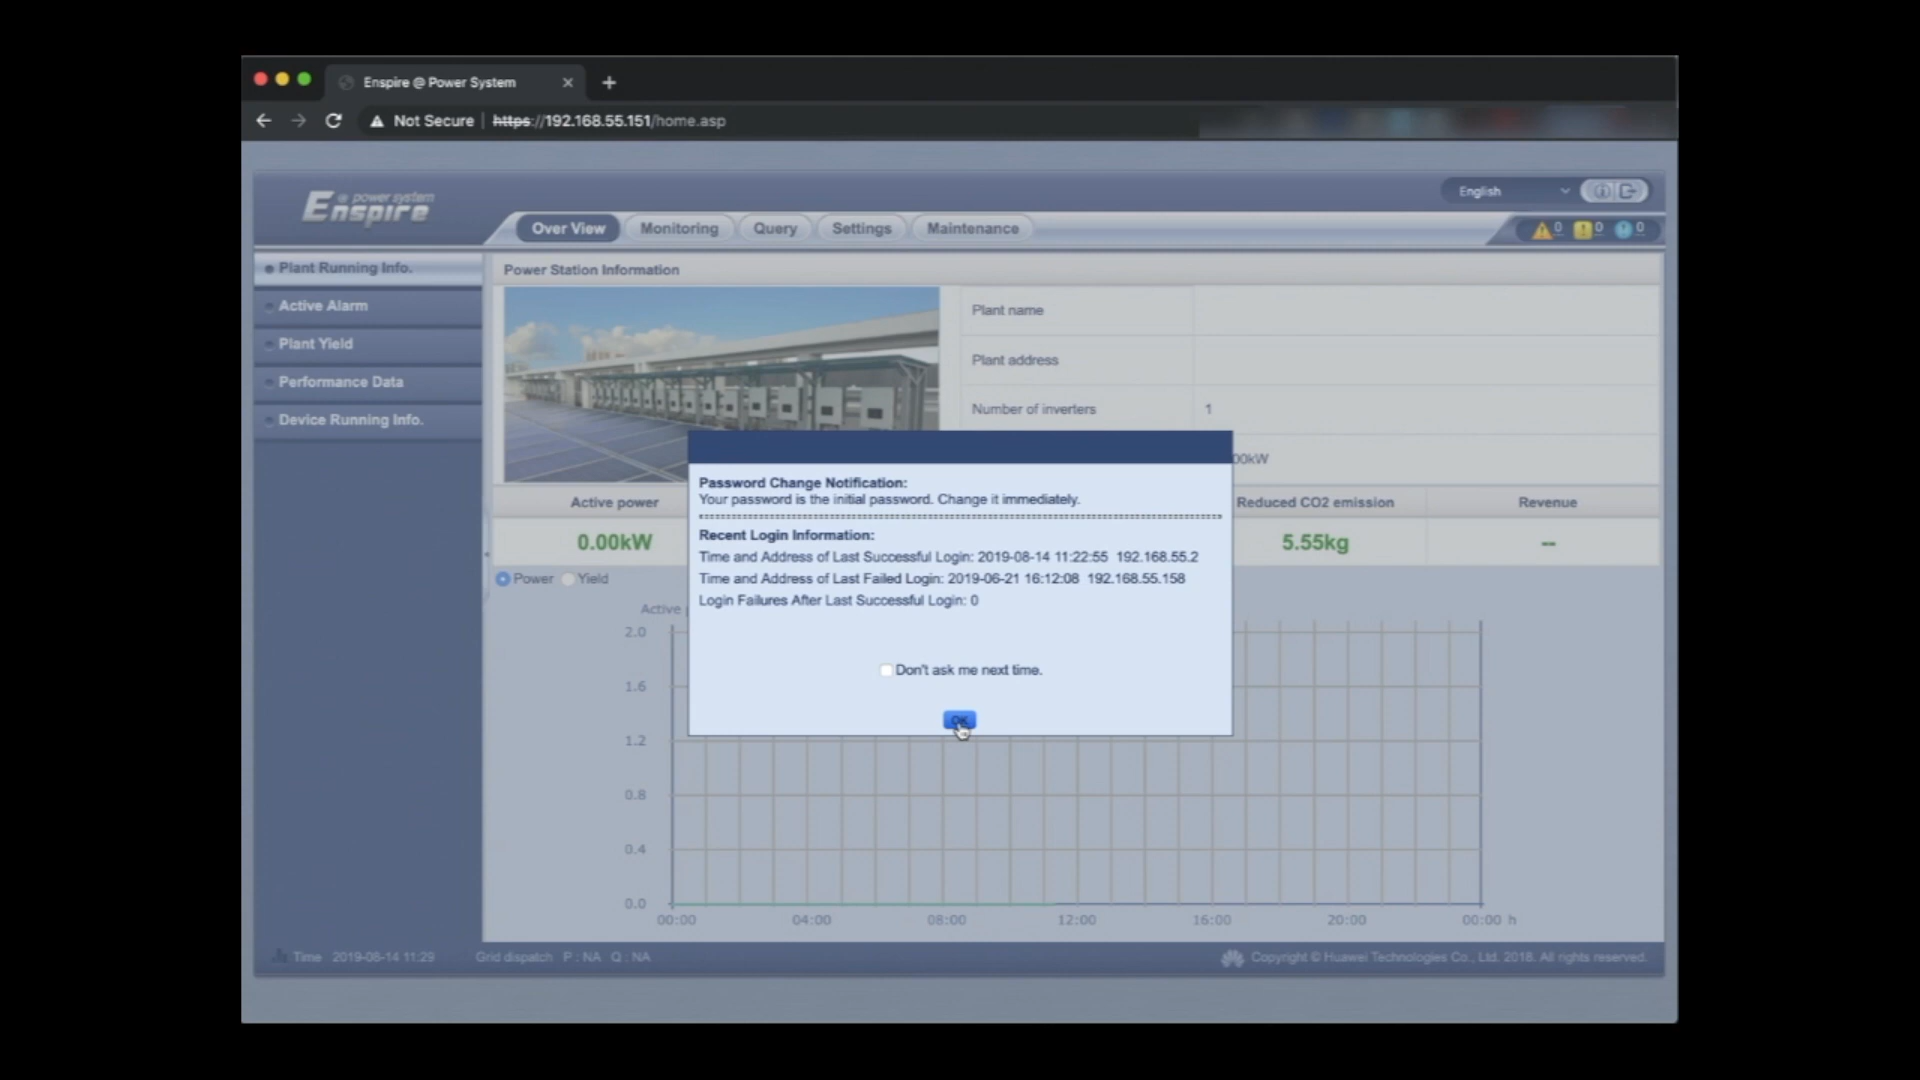 Enspire @ Power System
Not Secure | https://192.168.55.151/home.asp
e power system
Enspire
English
Over View
Monitoring
Query
Settings
Maintenance
0
0
0
Plant Running Info.
Active Alarm
Plant Yield
Performance Data
Device Running Info.
Power Station Information
Plant name
Plant address
Number of inverters 1
00kW
Active power
Reduced CO2 emission
Revenue
0.00kW
5.55kg
--
Power Yield
Active
Password Change Notification:
Your password is the initial password. Change it immediately.
Recent Login Information:
Time and Address of Last Successful Login: 2019-08-14 11:22:55 192.168.55.2
Time and Address of Last Failed Login: 2019-06-21 16:12:08 192.168.55.158
Login Failures After Last Successful Login: 0
Don't ask me next time.
OK
2.0
1.6
1.2
0.8
0.4
0.0
00:00 04:00 08:00 12:00 16:00 20:00 00:00 h
Time 2019-08-14 11:29
Grid dispatch P : NA Q : NA
Copyright © Huawei Technologies Co., Ltd. 2018. All rights reserved.